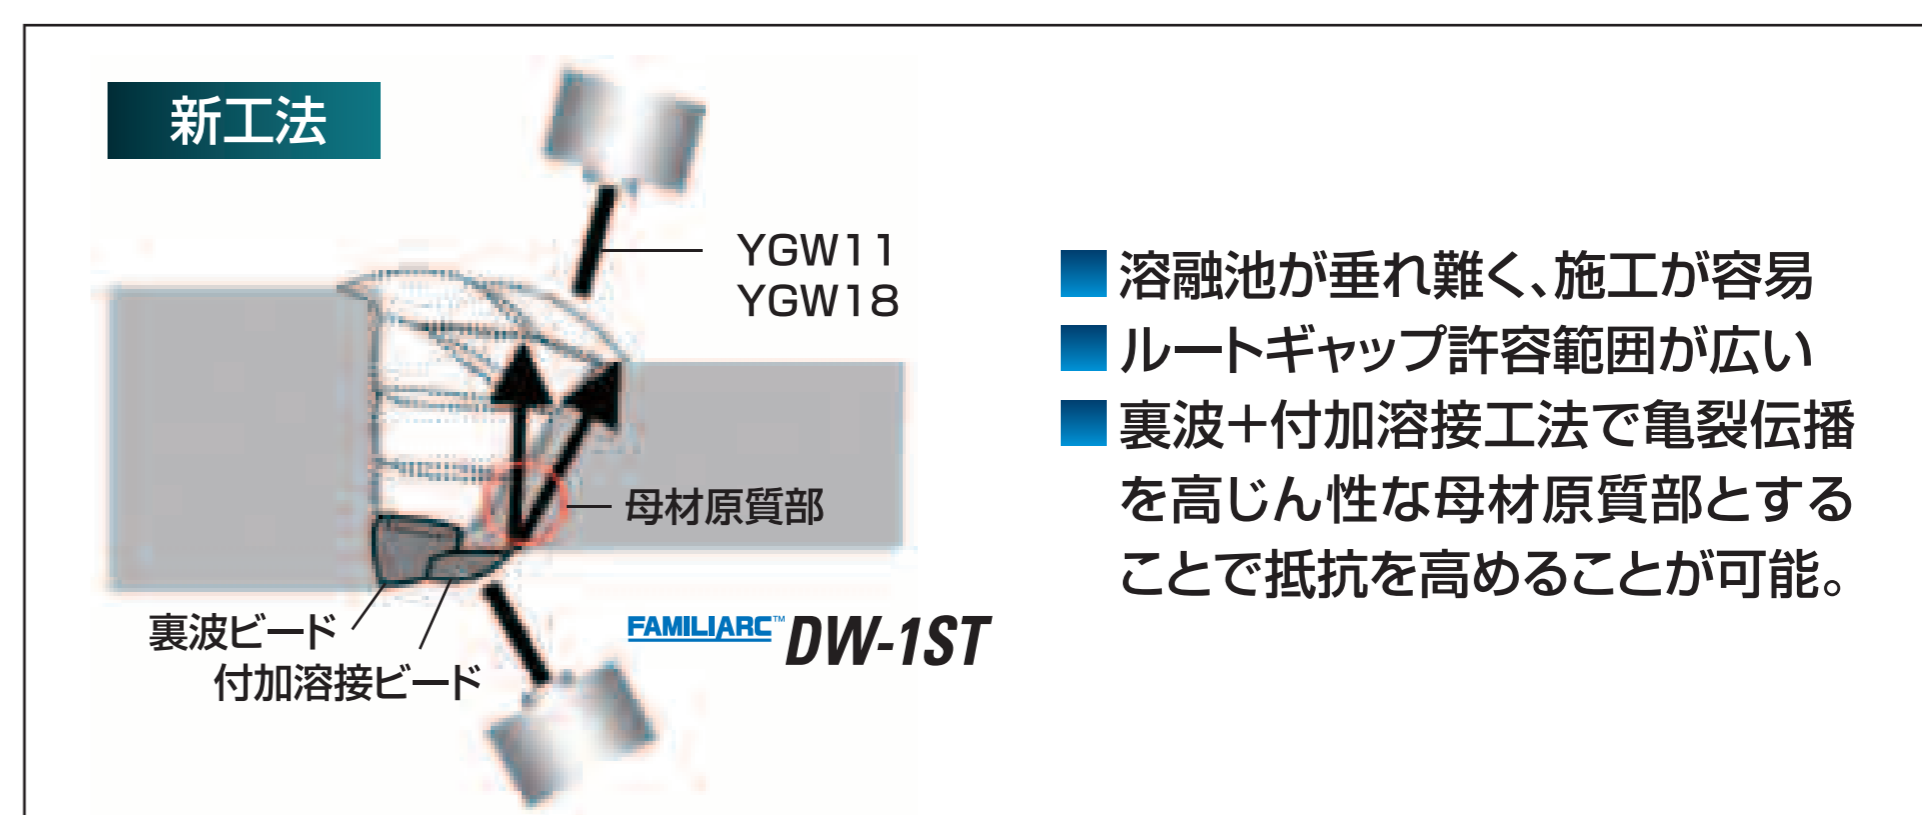 新工法
YGW11
YGW18
母材原質部
裏波ビード
付加溶接ビード
FAMILIARC™ DW-1ST
■溶融池が垂れ難く、施工が容易
■ルートギャップ許容範囲が広い
■裏波+付加溶接工法で亀裂伝播
を高じん性な母材原質部とする
ことで抵抗を高めることが可能。